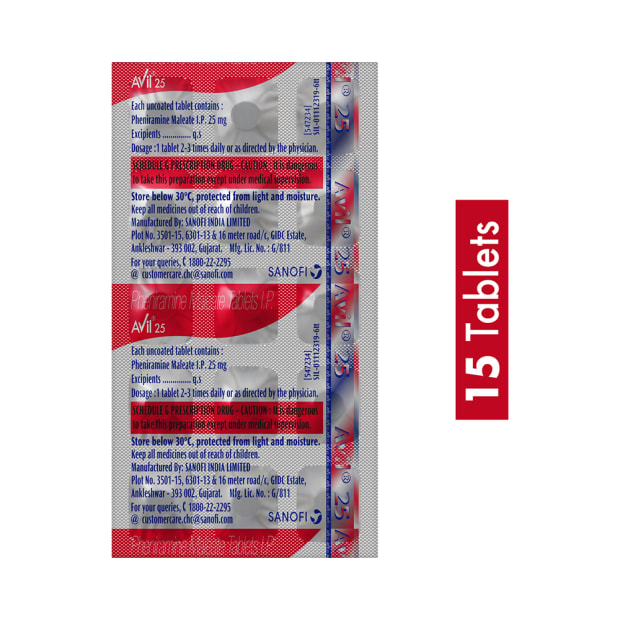 Avil® 25
Each uncoated tablet contains :
Pheniramine Maleate I.P. 25 mg
Excipients .............. q.s
Dosage :1 tablet 2-3 times daily or as directed by the physician.
SCHEDULE G PRESCRIPTION DRUG - CAUTION : It is dangerous
to take this preparation except under medical supervision.
Store below 30°C, protected from light and moisture.
Keep all medicines out of reach of children.
Manufactured By: SANOFI INDIA LIMITED
Plot No. 3501-15, 6301-13 & 16 meter road/c, GIDC Estate,
Ankleshwar - 393 002, Gujarat. Mfg. Lic. No. : G/811
For your queries, 1800-22-2295
@ customercare.chc@sanofi.com
SANOFI
[547234]
SIL-01112319-6ft
Pheniramine Maleate Tablets I.P.
Avil® 25
Each uncoated tablet contains :
Pheniramine Maleate I.P. 25 mg
Excipients .............. q.s
Dosage :1 tablet 2-3 times daily or as directed by the physician.
SCHEDULE G PRESCRIPTION DRUG - CAUTION : It is dangerous
to take this preparation except under medical supervision.
Store below 30°C, protected from light and moisture.
Keep all medicines out of reach of children.
Manufactured By: SANOFI INDIA LIMITED
Plot No. 3501-15, 6301-13 & 16 meter road/c, GIDC Estate,
Ankleshwar - 393 002, Gujarat. Mfg. Lic. No. : G/811
For your queries, 1800-22-2295
@ customercare.chc@sanofi.com
SANOFI
[547234]
SIL-01112319-6ft
Pheniramine Maleate Tablets I.P.
® 25 Avil® 25 Avil® 25 Avil® 25 Av
15 Tablets